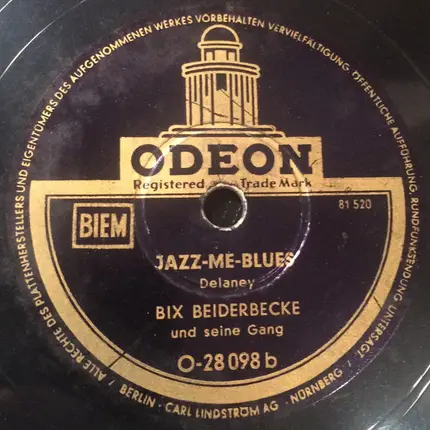 ALLE RECHTE DES PLATTENHERSTELLERS UND EIGENTÜMERS DES AUFGENOMMENEN WERKES VORBEHALTEN VERVIELFÄLTIGUNG, ÖFFENTLICHE AUFFÜHRUNG, RUNDFUNKSENDUNG UNTERSAGT.
ODEON
Registered Trade Mark
81 520
BIEM
JAZZ-ME-BLUES
Delaney
BIX BEIDERBECKE
und seine Gang
O-28 098 b
/ BERLIN - CARL LINDSTRÖM AG - NÜRNBERG /